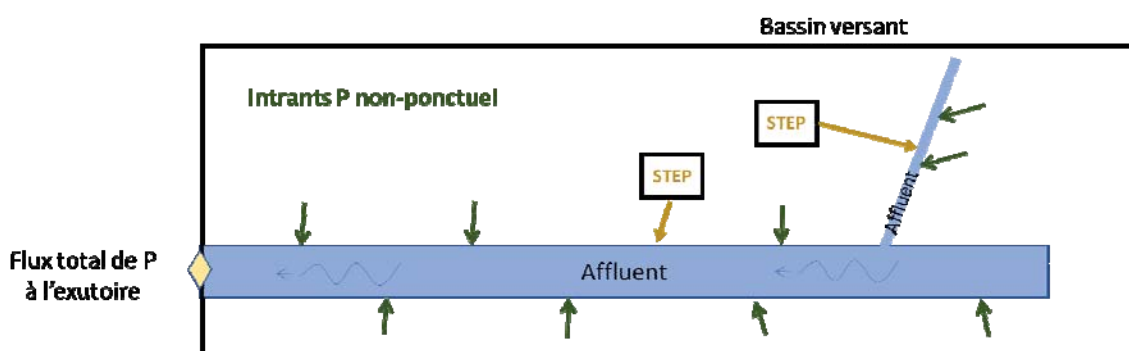 Bassin versant
Intrants P non-ponctuel
STEP
STEP
Affluent
Flux total de P
à l'exutoire
Affluent